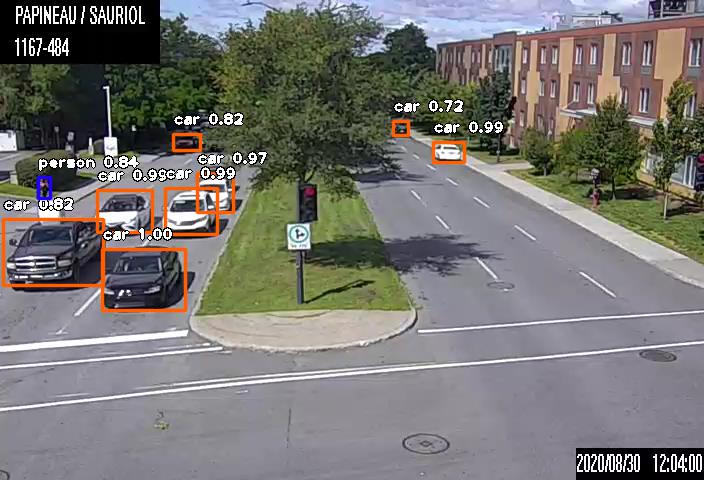 PAPINEAU / SAURIOL
1167-484
car 0.82
car 0.72
car 0.99
car 0.97
person 0.84
car 0.99
car 0.99
car 0.82
car 1.00
2020/08/30 12:04:00